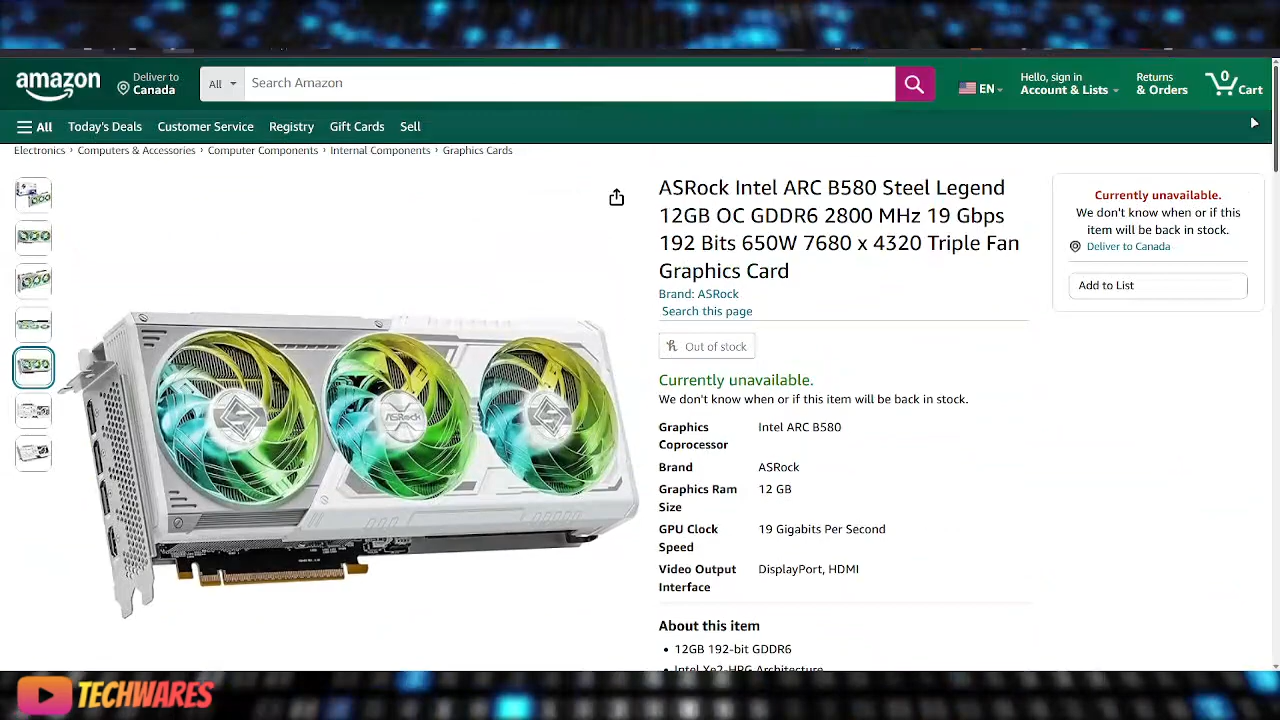 amazon
Deliver to
Canada
All
Search Amazon
EN
Hello, sign in
Account & Lists
Returns
& Orders
0
Cart
All
Today's Deals
Customer Service
Registry
Gift Cards
Sell
Electronics › Computers & Accessories › Computer Components › Internal Components › Graphics Cards
ASRock Intel ARC B580 Steel Legend
12GB OC GDDR6 2800 MHz 19 Gbps
192 Bits 650W 7680 x 4320 Triple Fan
Graphics Card
Brand: ASRock
Search this page
Out of stock
Currently unavailable.
We don't know when or if this item will be back in stock.
Graphics Coprocessor Intel ARC B580
Brand ASRock
Graphics Ram Size 12 GB
GPU Clock Speed 19 Gigabits Per Second
Video Output Interface DisplayPort, HDMI
About this item
• 12GB 192-bit GDDR6
• Intel Xe2-HPG Architecture
Currently unavailable.
We don't know when or if this
item will be back in stock.
Deliver to Canada
Add to List
ASRock
TECHWARES